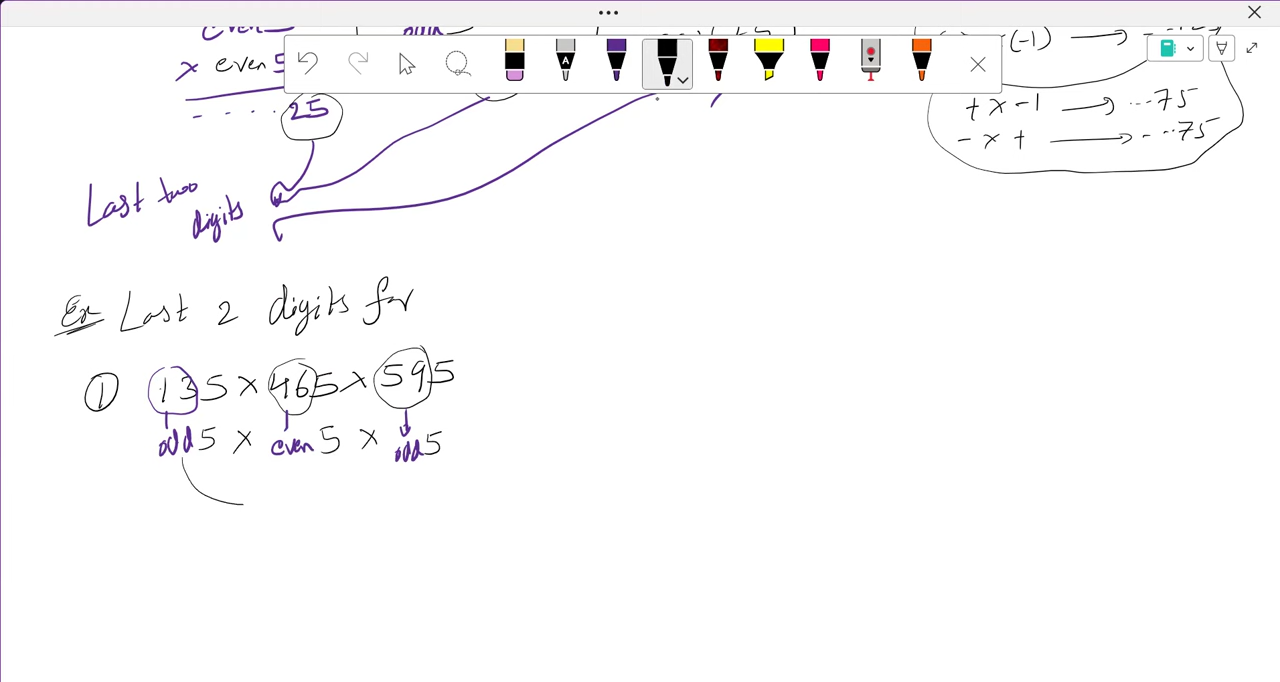 x even 5
- . . . . 25
+ x -1 → ...75
- x + → - ...75
Last two
digits
Ex Last 2 digits for
① 135 x 465 x 595
odd 5 x even 5 x odd 5